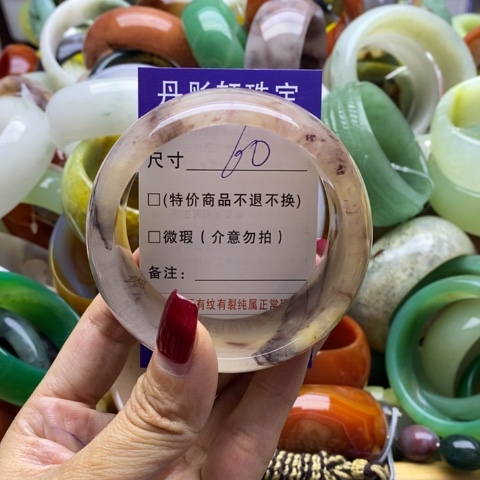 丹彤轩珠宝
尺寸 60
□(特价商品不退不换)
□微瑕（介意勿拍）
备注：
有纹有裂纯属正常